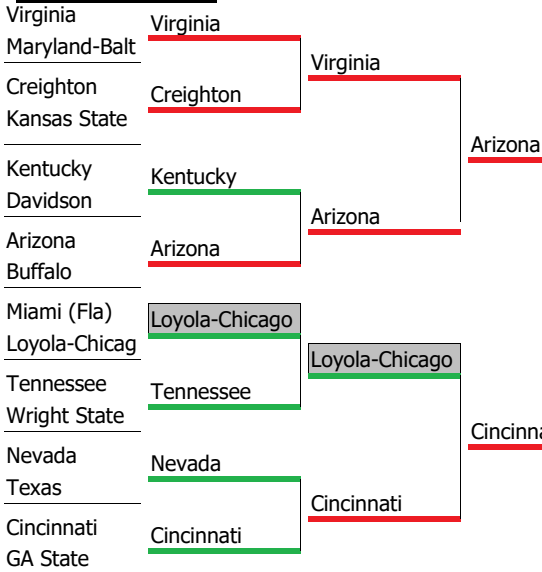 Virginia
Maryland-Balt
Creighton
Kansas State
Kentucky
Davidson
Arizona
Buffalo
Miami (Fla)
Loyola-Chicag
Tennessee
Wright State
Nevada
Texas
Cincinnati
GA State
Virginia
Creighton
Kentucky
Arizona
Loyola-Chicago
Tennessee
Nevada
Cincinnati
Virginia
Arizona
Loyola-Chicago
Cincinnati
Arizona
Cincinna